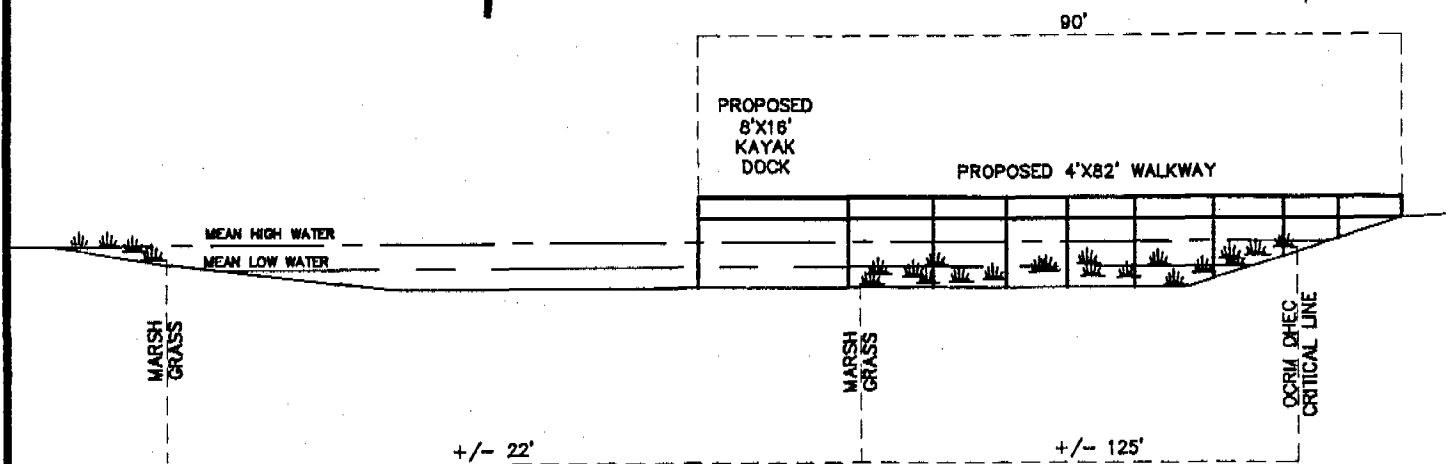 90'
PROPOSED
8'X16'
KAYAK
DOCK
PROPOSED 4'X82' WALKWAY
MEAN HIGH WATER
MEAN LOW WATER
MARSH
GRASS
MARSH
GRASS
OCRM DHEC
CRITICAL LINE
+/- 22'
+/- 125'